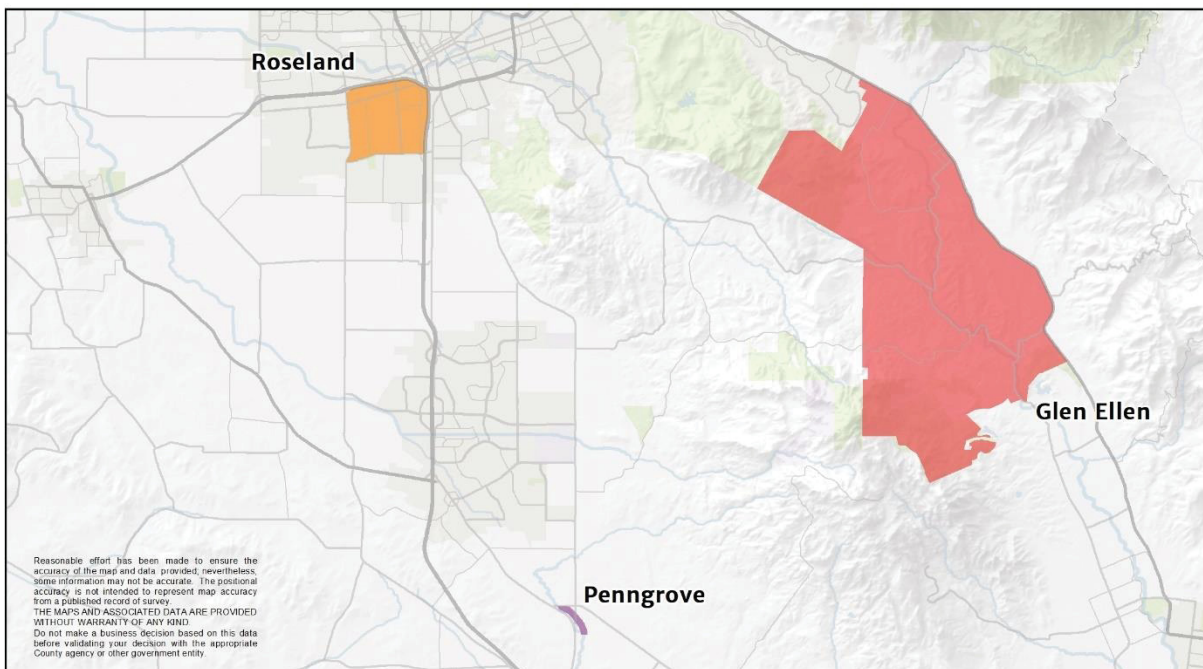 Roseland
Glen Ellen
Penngrove
Reasonable effort has been made to ensure the
accuracy of the map and data provided; nevertheless,
some information may not be accurate. The positional
accuracy is not intended to represent map accuracy
from a published record of survey.
THE MAPS AND ASSOCIATED DATA ARE PROVIDED
WITHOUT WARRANTY OF ANY KIND.
Do not make a business decision based on this data
before validating your decision with the appropriate
County agency or other government entity.